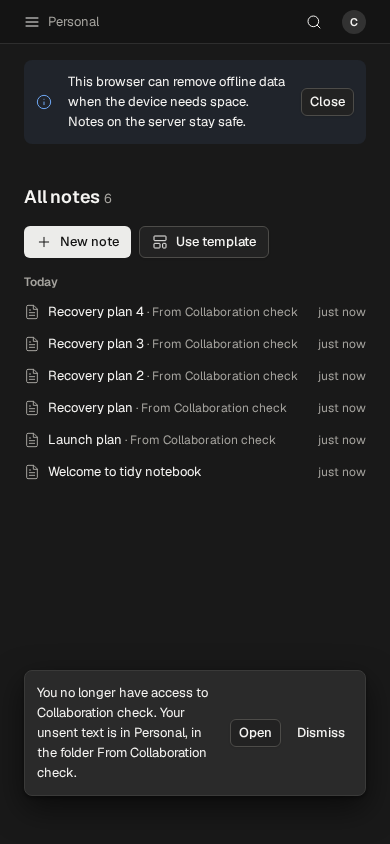 Personal
C
This browser can remove offline data
when the device needs space.
Notes on the server stay safe.
Close
All notes 6
New note
Use template
Today
Recovery plan 4 · From Collaboration check just now
Recovery plan 3 · From Collaboration check just now
Recovery plan 2 · From Collaboration check just now
Recovery plan · From Collaboration check just now
Launch plan · From Collaboration check just now
Welcome to tidy notebook just now
You no longer have access to
Collaboration check. Your
unsent text is in Personal, in
the folder From Collaboration
check.
Open
Dismiss